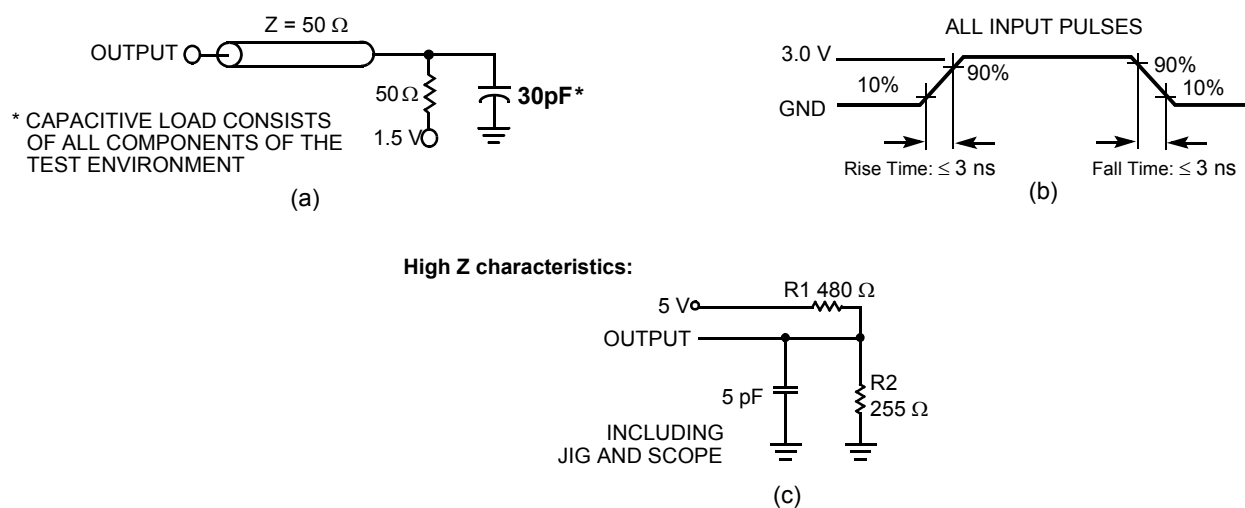 Z = 50 Ω
OUTPUT
50 Ω
30pF*
1.5 V
* CAPACITIVE LOAD CONSISTS
OF ALL COMPONENTS OF THE
TEST ENVIRONMENT
(a)
ALL INPUT PULSES
3.0 V
90%
90%
10%
10%
GND
Rise Time: ≤ 3 ns
Fall Time: ≤ 3 ns
(b)
High Z characteristics:
R1 480 Ω
5 V
OUTPUT
R2
5 pF
255 Ω
INCLUDING
JIG AND SCOPE
(c)